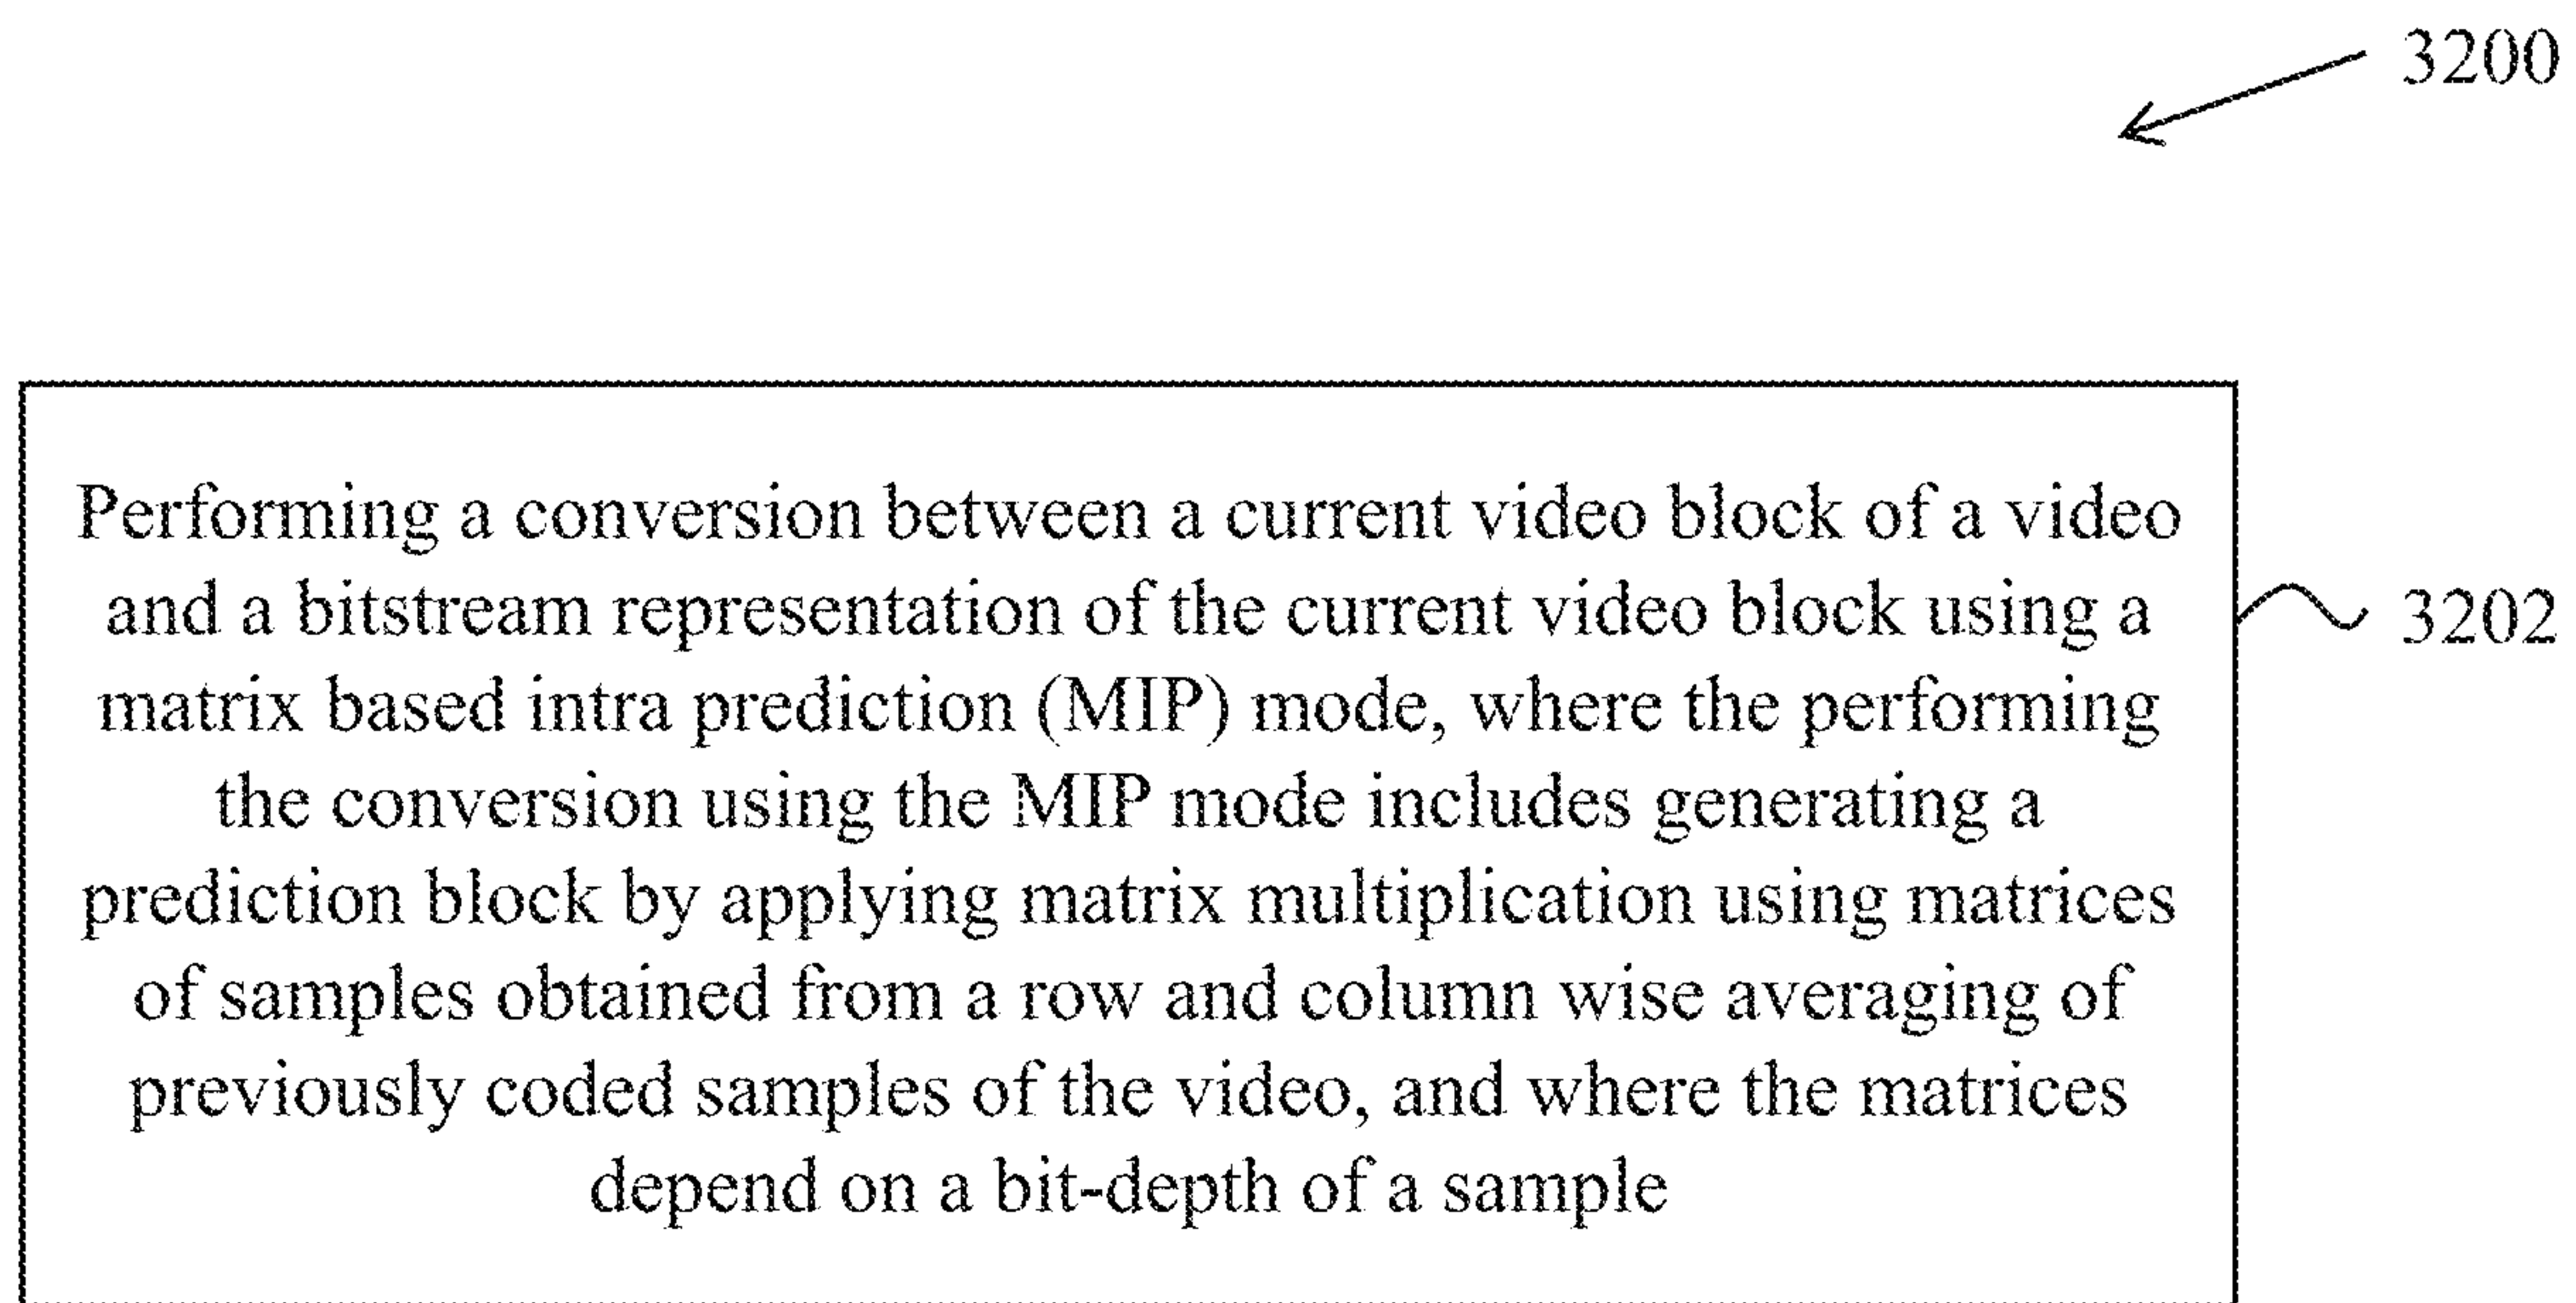 3200
Performing a conversion between a current video block of a video
and a bitstream representation of the current video block using a
3202
matrix based intra prediction (MIP) mode, where the performing
the conversion using the MIP mode includes generating a
prediction block by applying matrix multiplication using matrices
of samples obtained from a row and column wise averaging of
previously coded samples of the video, and where the matrices
depend on a bit-depth of a sample